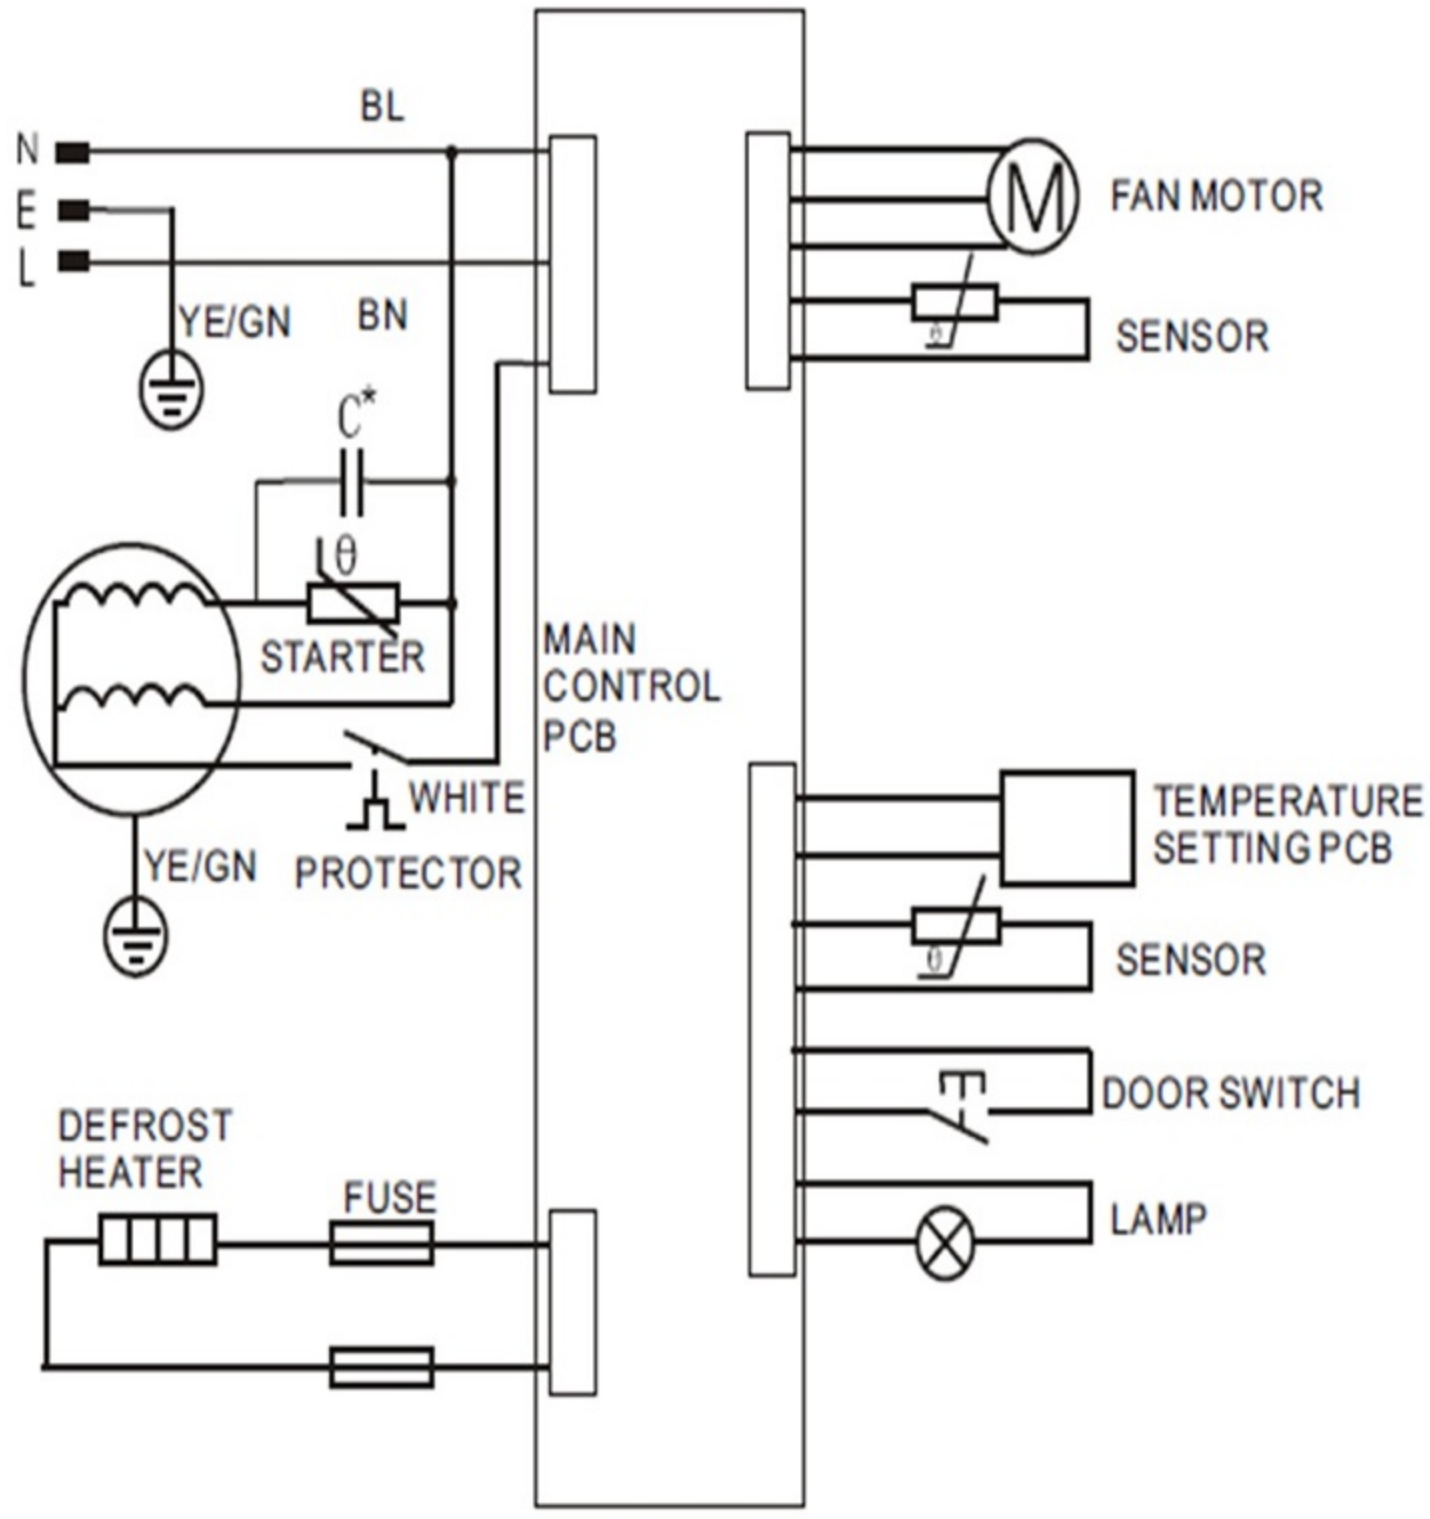 BL
N
E
L
YE/GN
BN
C*
θ
STARTER
WHITE
PROTECTOR
YE/GN
DEFROST
HEATER
FUSE
MAIN
CONTROL
PCB
M
FAN MOTOR
θ
SENSOR
TEMPERATURE
SETTING PCB
θ
SENSOR
DOOR SWITCH
LAMP